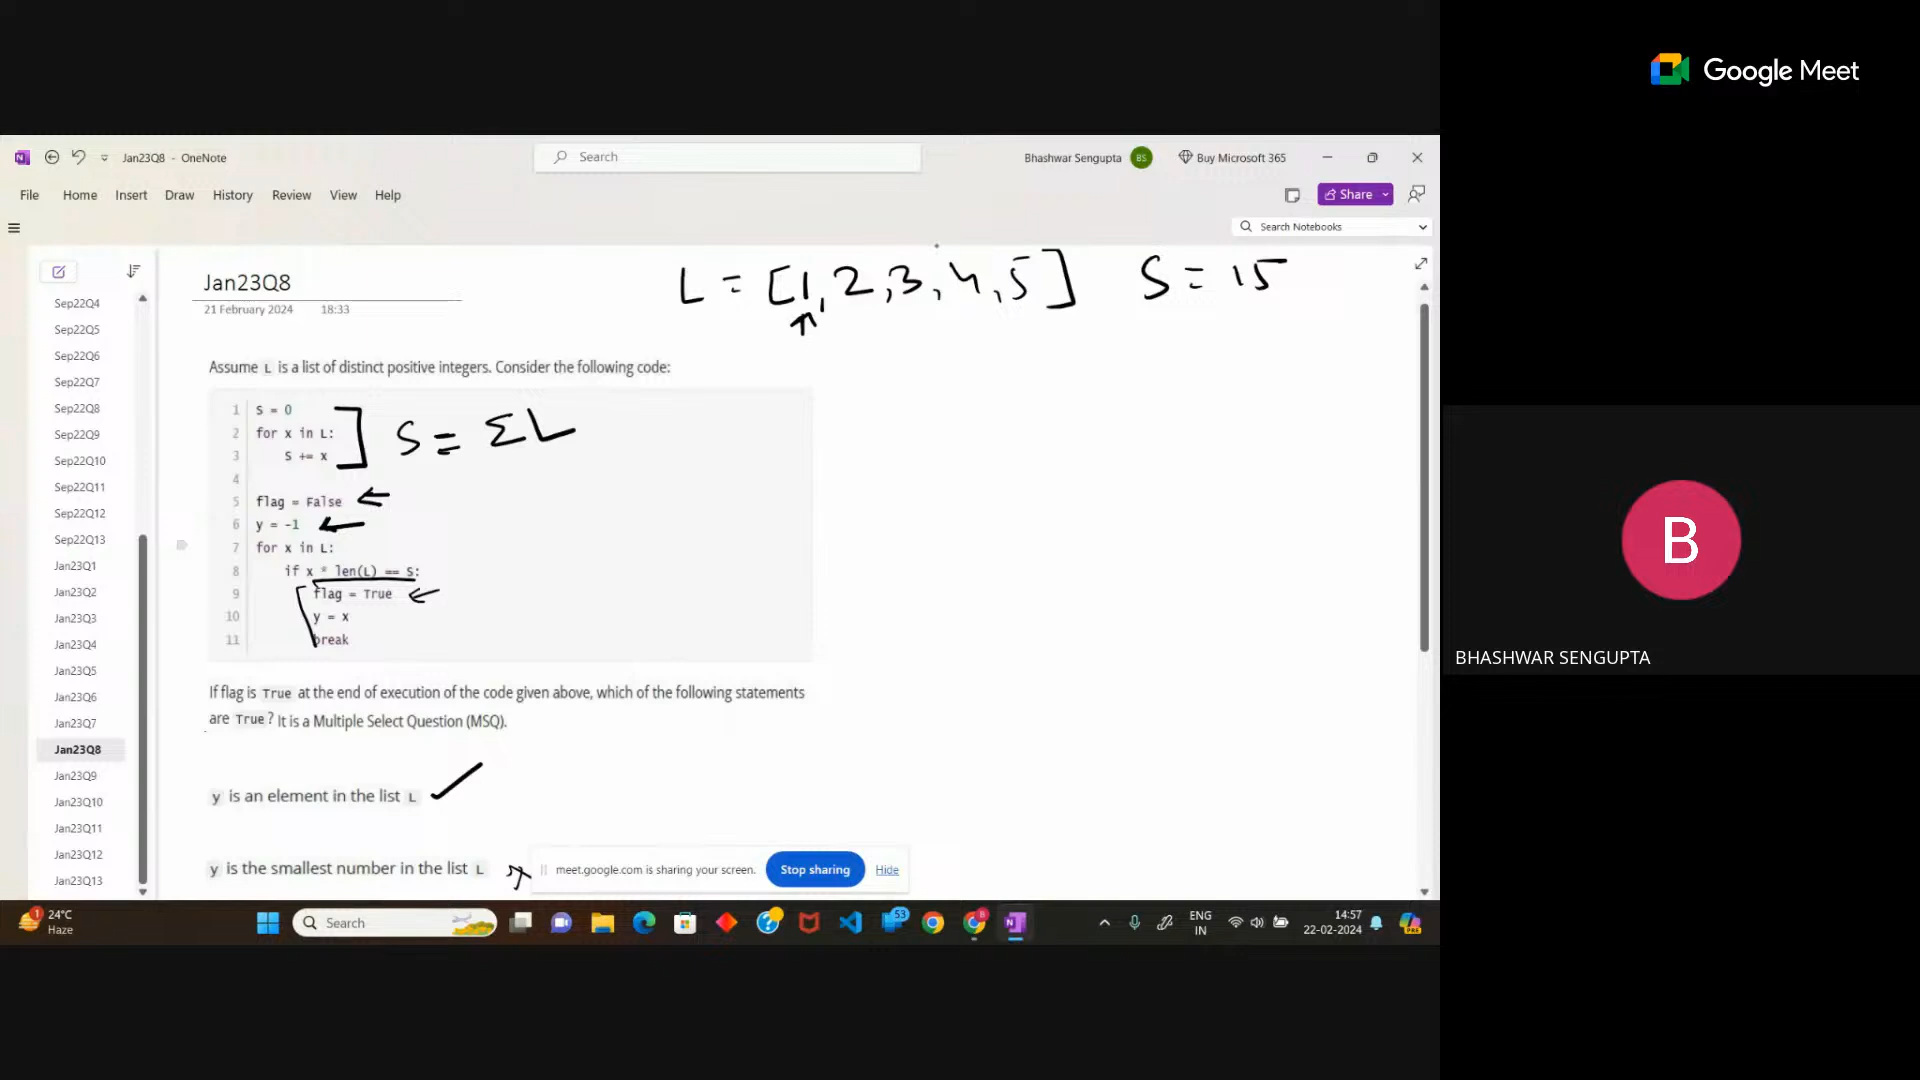 Google Meet
Jan23Q8 - OneNote
Search
Bhashwar Sengupta
BS
Buy Microsoft 365
File
Home
Insert
Draw
History
Review
View
Help
Share
Search Notebooks
L = [1, 2, 3, 4, 5] S = 15
Jan23Q8
21 February 2024 18:33
Sep22Q4
Sep22Q5
Sep22Q6
Sep22Q7
Sep22Q8
Sep22Q9
Sep22Q10
Sep22Q11
Sep22Q12
Sep22Q13
Jan23Q1
Jan23Q2
Jan23Q3
Jan23Q4
Jan23Q5
Jan23Q6
Jan23Q7
Jan23Q8
Jan23Q9
Jan23Q10
Jan23Q11
Jan23Q12
Jan23Q13
Assume L is a list of distinct positive integers. Consider the following code:
1 S = 0
2 for x in L:
3 S += x
4
5 flag = False
6 y = -1
7 for x in L:
8 if x * len(L) == S:
9 flag = True
10 y = x
11 break
S = ΣL
If flag is True at the end of execution of the code given above, which of the following statements
are True? It is a Multiple Select Question (MSQ).
y is an element in the list L
y is the smallest number in the list L
meet.google.com is sharing your screen.
Stop sharing
Hide
B
BHASHWAR SENGUPTA
1
24°C
Haze
Search
53
B
ENG
IN
14:57
22-02-2024
PRE